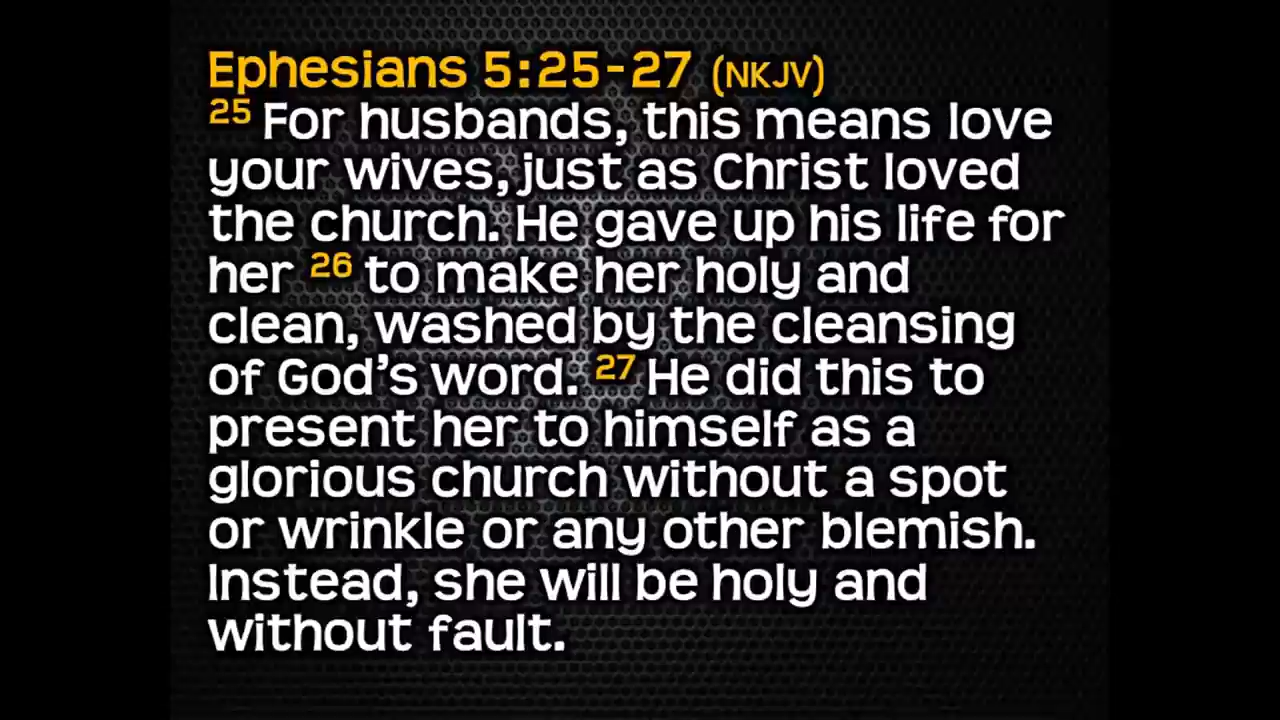 Ephesians 5:25-27 (NKJV)
25 For husbands, this means love
your wives, just as Christ loved
the church. He gave up his life for
her 26 to make her holy and
clean, washed by the cleansing
of God's word. 27 He did this to
present her to himself as a
glorious church without a spot
or wrinkle or any other blemish.
Instead, she will be holy and
without fault.